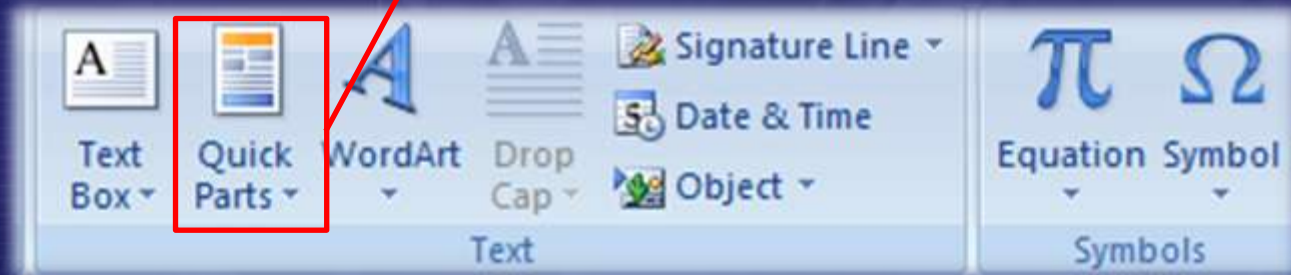 Text Box
Quick Parts
WordArt
Drop Cap
Signature Line
Date & Time
Object
Text
Equation
Symbol
Symbols